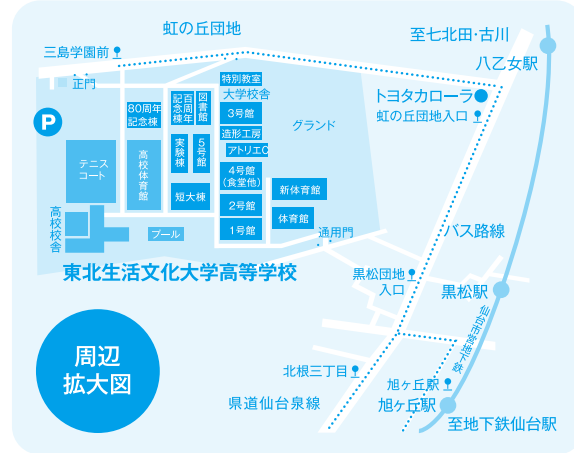 虹の丘団地
至七北田・古川
三島学園前
八乙女駅
正門
特別教室
大学校舎
トヨタカローラ
虹の丘団地入口
P
80周年
記念棟
百周年
記念棟
図書館
3号館
グランド
造形工房
アトリエC
テニス
コート
高校体育館
実験棟
5号館
4号館
(食堂他)
新体育館
短大棟
2号館
体育館
高校校舎
プール
1号館
通用門
バス路線
東北生活文化大学高等学校
黒松団地
入口
黒松駅
仙台市営地下鉄
周辺
拡大図
北根三丁目
旭ヶ丘駅
県道仙台泉線
旭ヶ丘駅
至地下鉄仙台駅